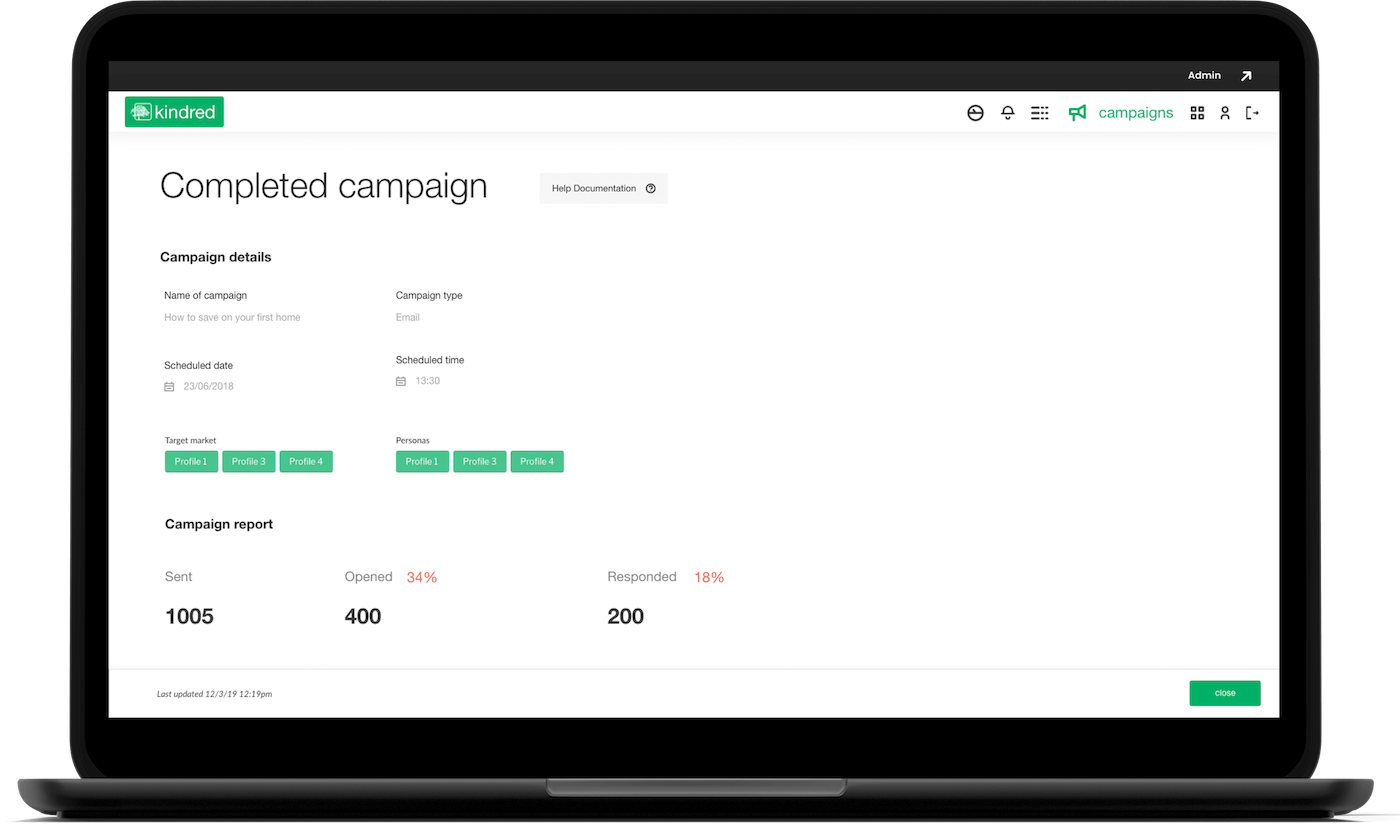 Admin
kindred
campaigns
Completed campaign
Help Documentation
Campaign details
Name of campaign
Campaign type
How to save on your first home
Email
Scheduled date
Scheduled time
23/06/2018
13:30
Target market
Personas
Profile 1 Profile 3 Profile 4
Profile 1 Profile 3 Profile 4
Campaign report
Sent
Opened 34%
Responded 18%
1005
400
200
Last updated 12/3/19 12:19pm
close